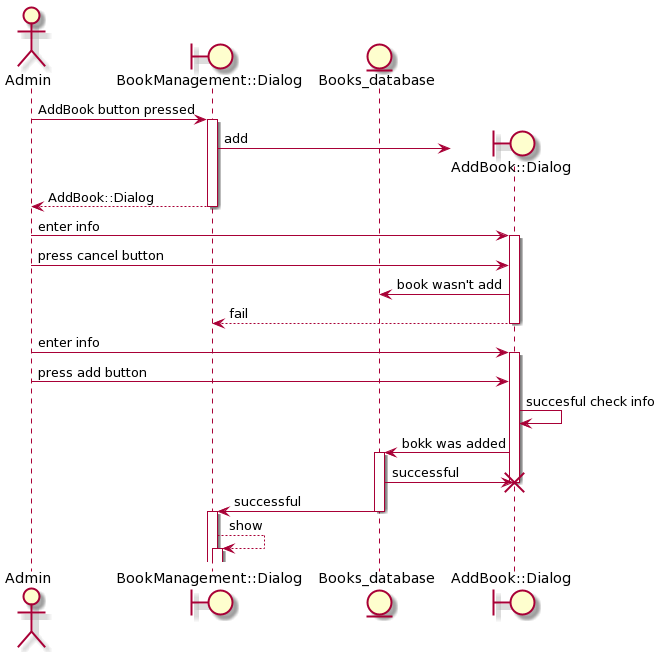 Admin
BookManagement::Dialog
Books_database
AddBook button pressed
add
AddBook::Dialog
AddBook::Dialog
enter info
press cancel button
book wasn't add
fail
enter info
press add button
succesful check info
bokk was added
successful
successful
show
Admin
BookManagement::Dialog
Books_database
AddBook::Dialog